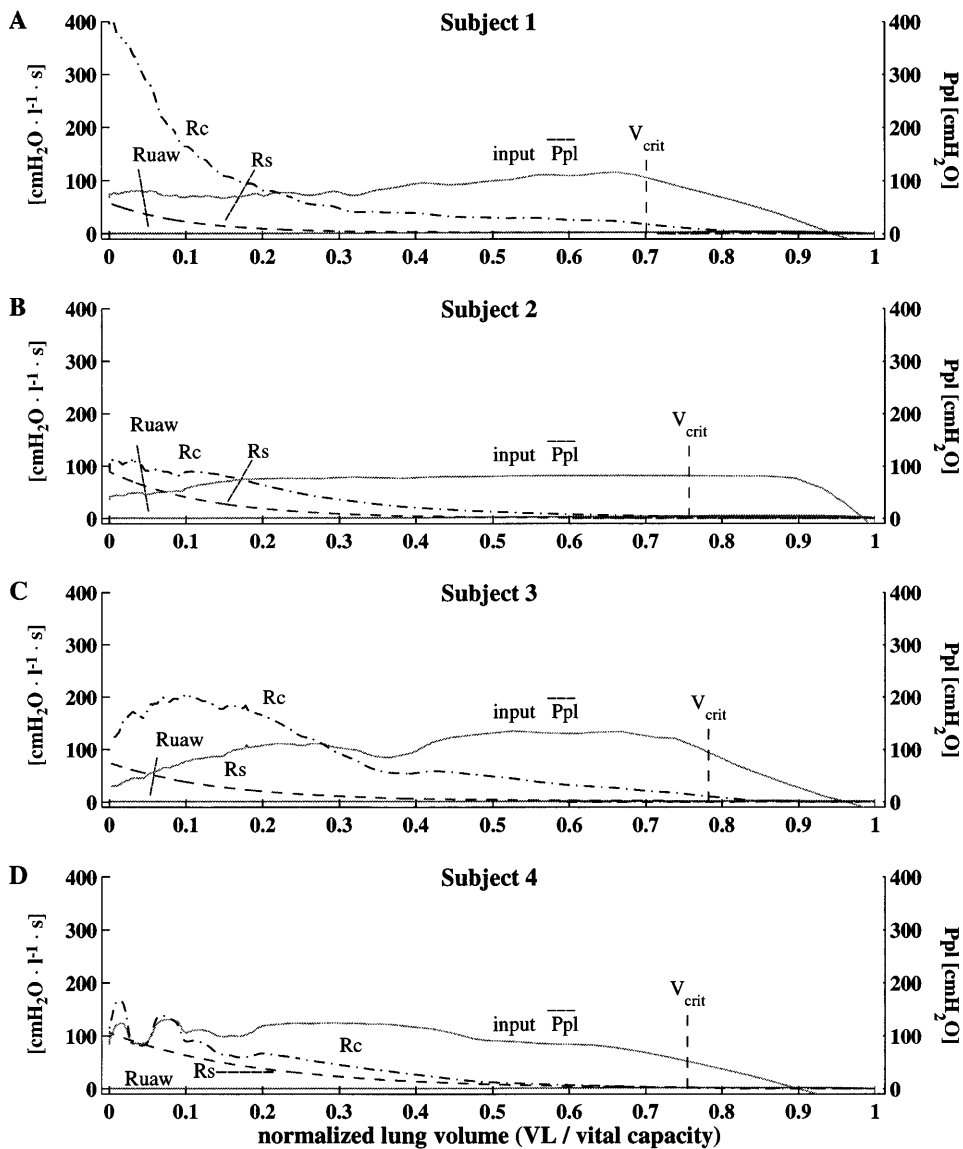 A
Subject 1
400 300 200 100 0
[cmH2O · l-1 · s]
Ruaw
Rc
Rs
input Ppl
Vcrit
400 300 200 100 0
Ppl [cmH2O]
0 0.1 0.2 0.3 0.4 0.5 0.6 0.7 0.8 0.9 1
B
Subject 2
400 300 200 100 0
[cmH2O · l-1 · s]
Ruaw
Rc
Rs
input Ppl
Vcrit
400 300 200 100 0
Ppl [cmH2O]
0 0.1 0.2 0.3 0.4 0.5 0.6 0.7 0.8 0.9 1
C
Subject 3
400 300 200 100 0
[cmH2O · l-1 · s]
Ruaw
Rc
Rs
input Ppl
Vcrit
400 300 200 100 0
Ppl [cmH2O]
0 0.1 0.2 0.3 0.4 0.5 0.6 0.7 0.8 0.9 1
D
Subject 4
400 300 200 100 0
[cmH2O · l-1 · s]
Ruaw
Rs
Rc
input Ppl
Vcrit
400 300 200 100 0
Ppl [cmH2O]
0 0.1 0.2 0.3 0.4 0.5 0.6 0.7 0.8 0.9 1
normalized lung volume (VL / vital capacity)